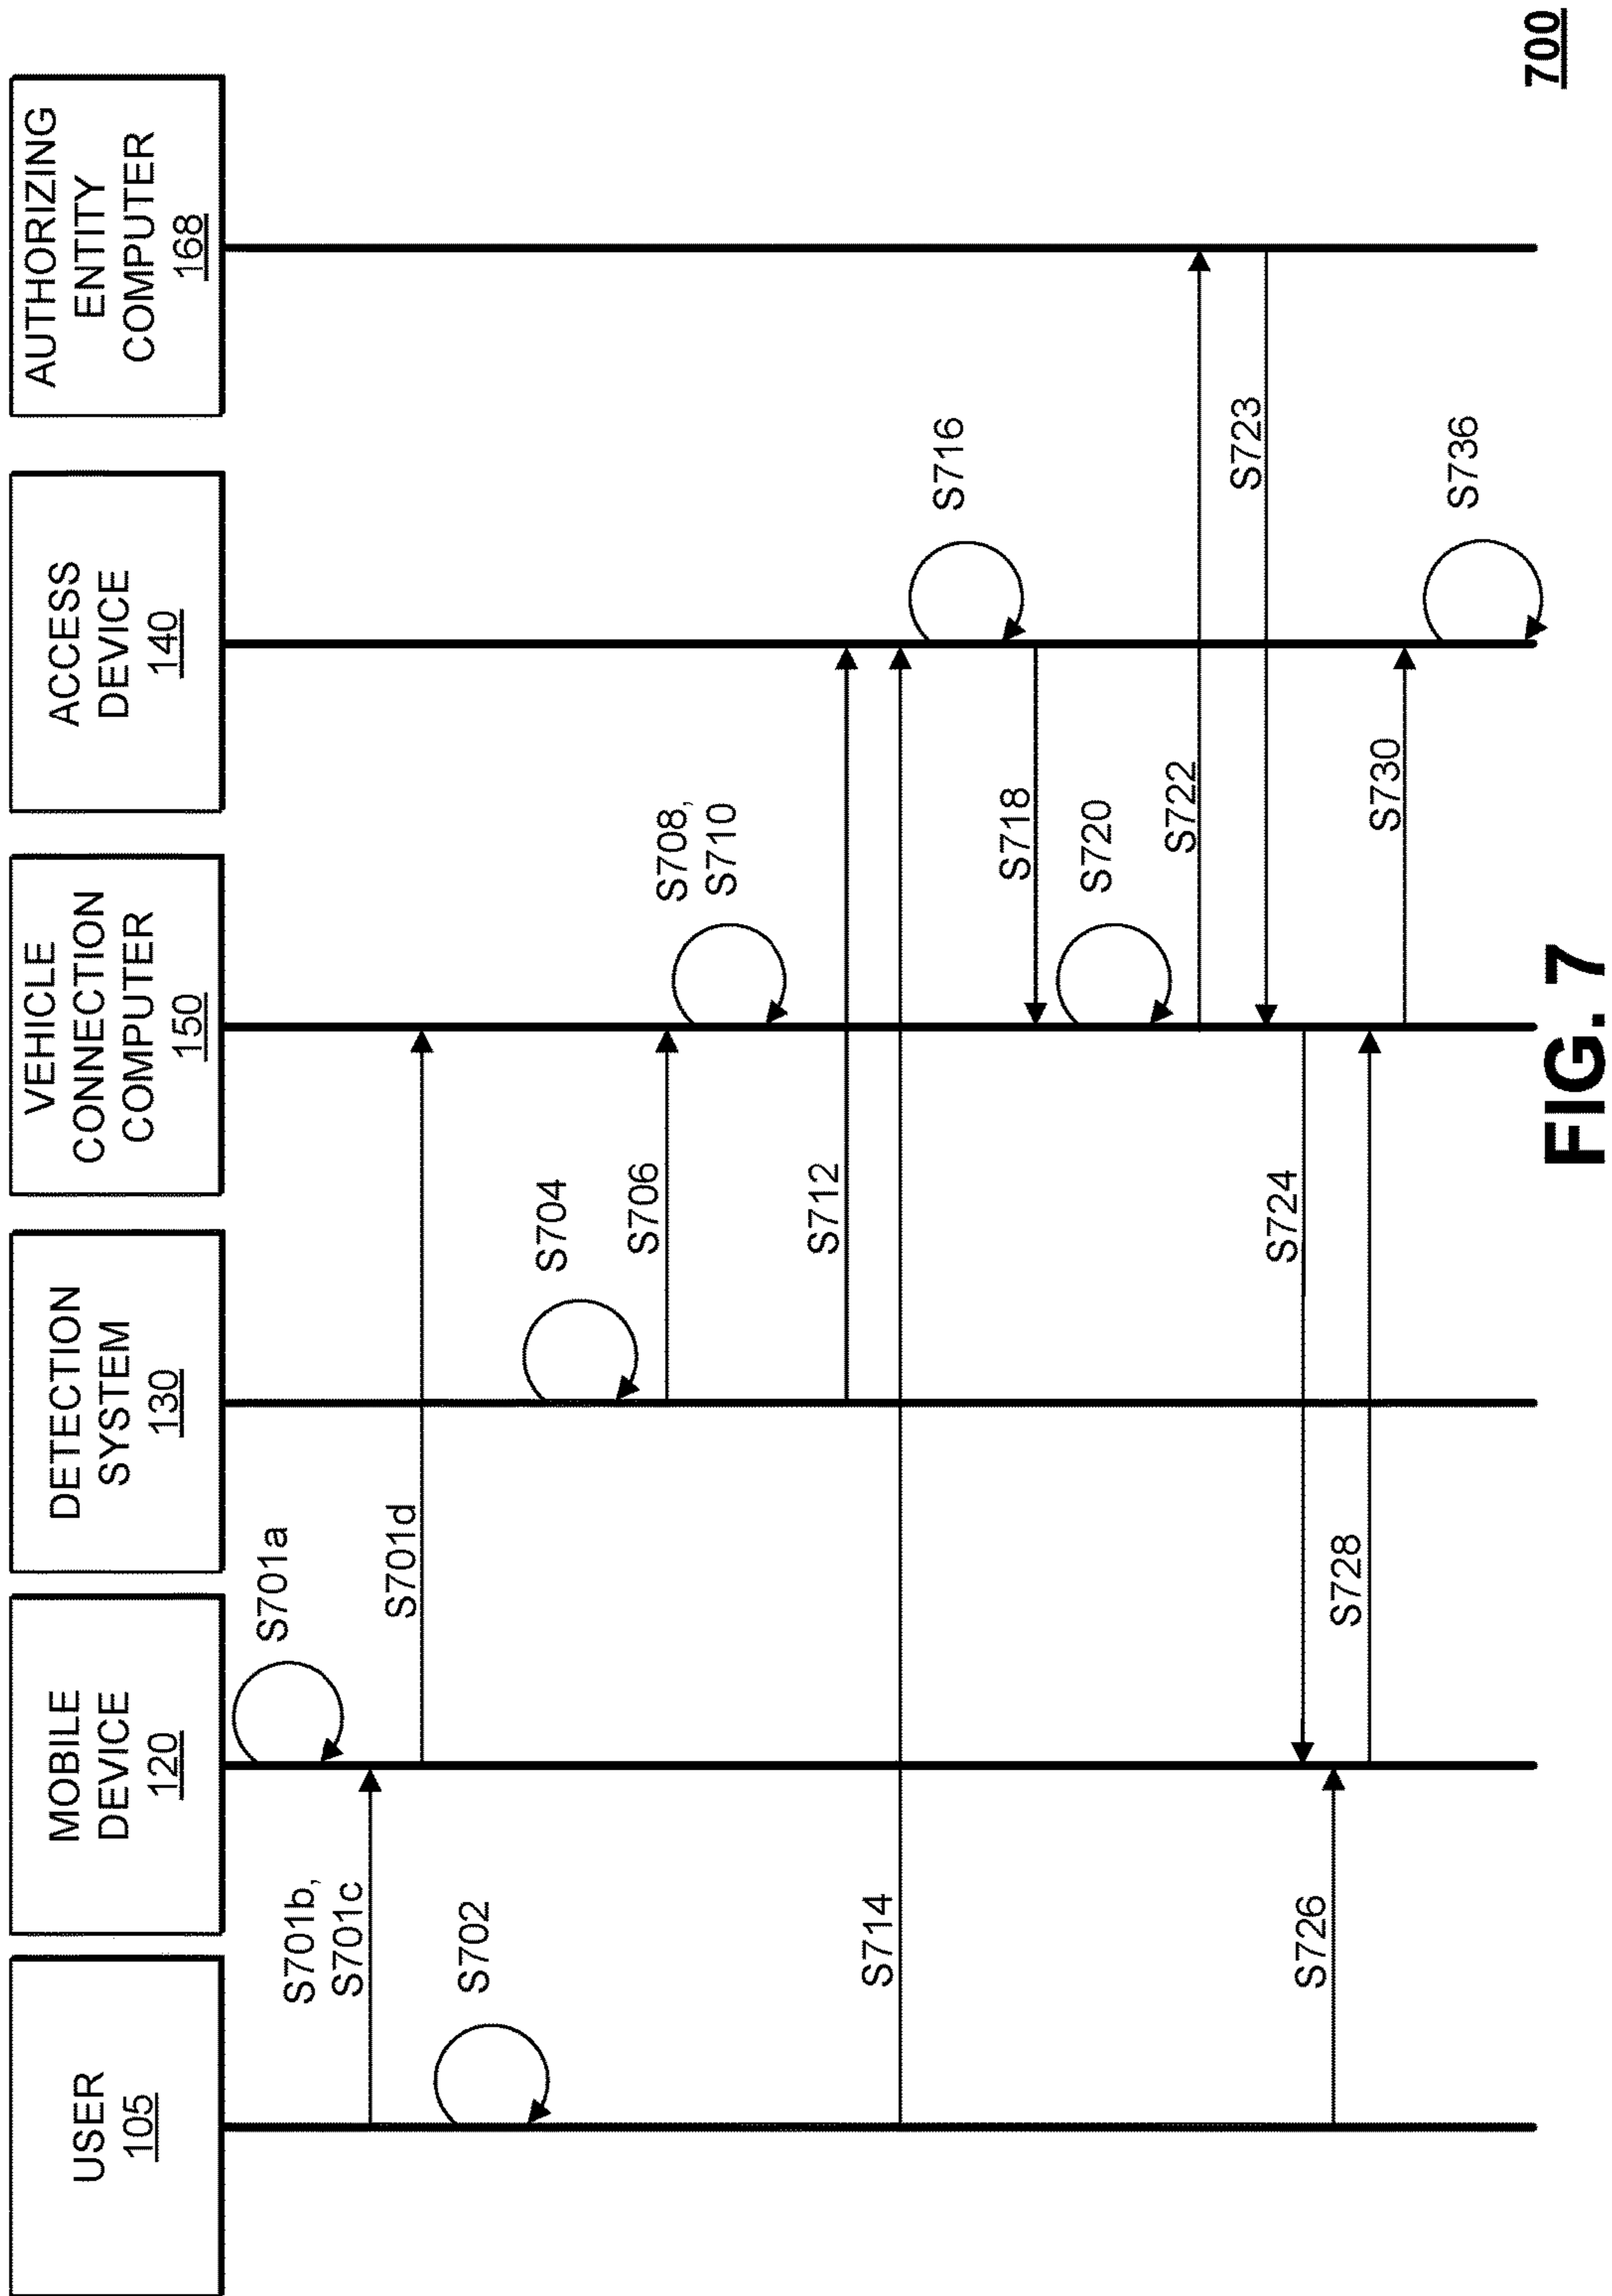 USER
105
MOBILE
DEVICE
120
DETECTION
SYSTEM
130
VEHICLE
CONNECTION
COMPUTER
150
ACCESS
DEVICE
140
AUTHORIZING
ENTITY
COMPUTER
168
S701a
S701b,
S701c
S701d
S702
S704
S706
S708,
S710
S712
S714
S716
S718
S720
S722
S723
S724
S726
S728
S730
S736
FIG. 7
700